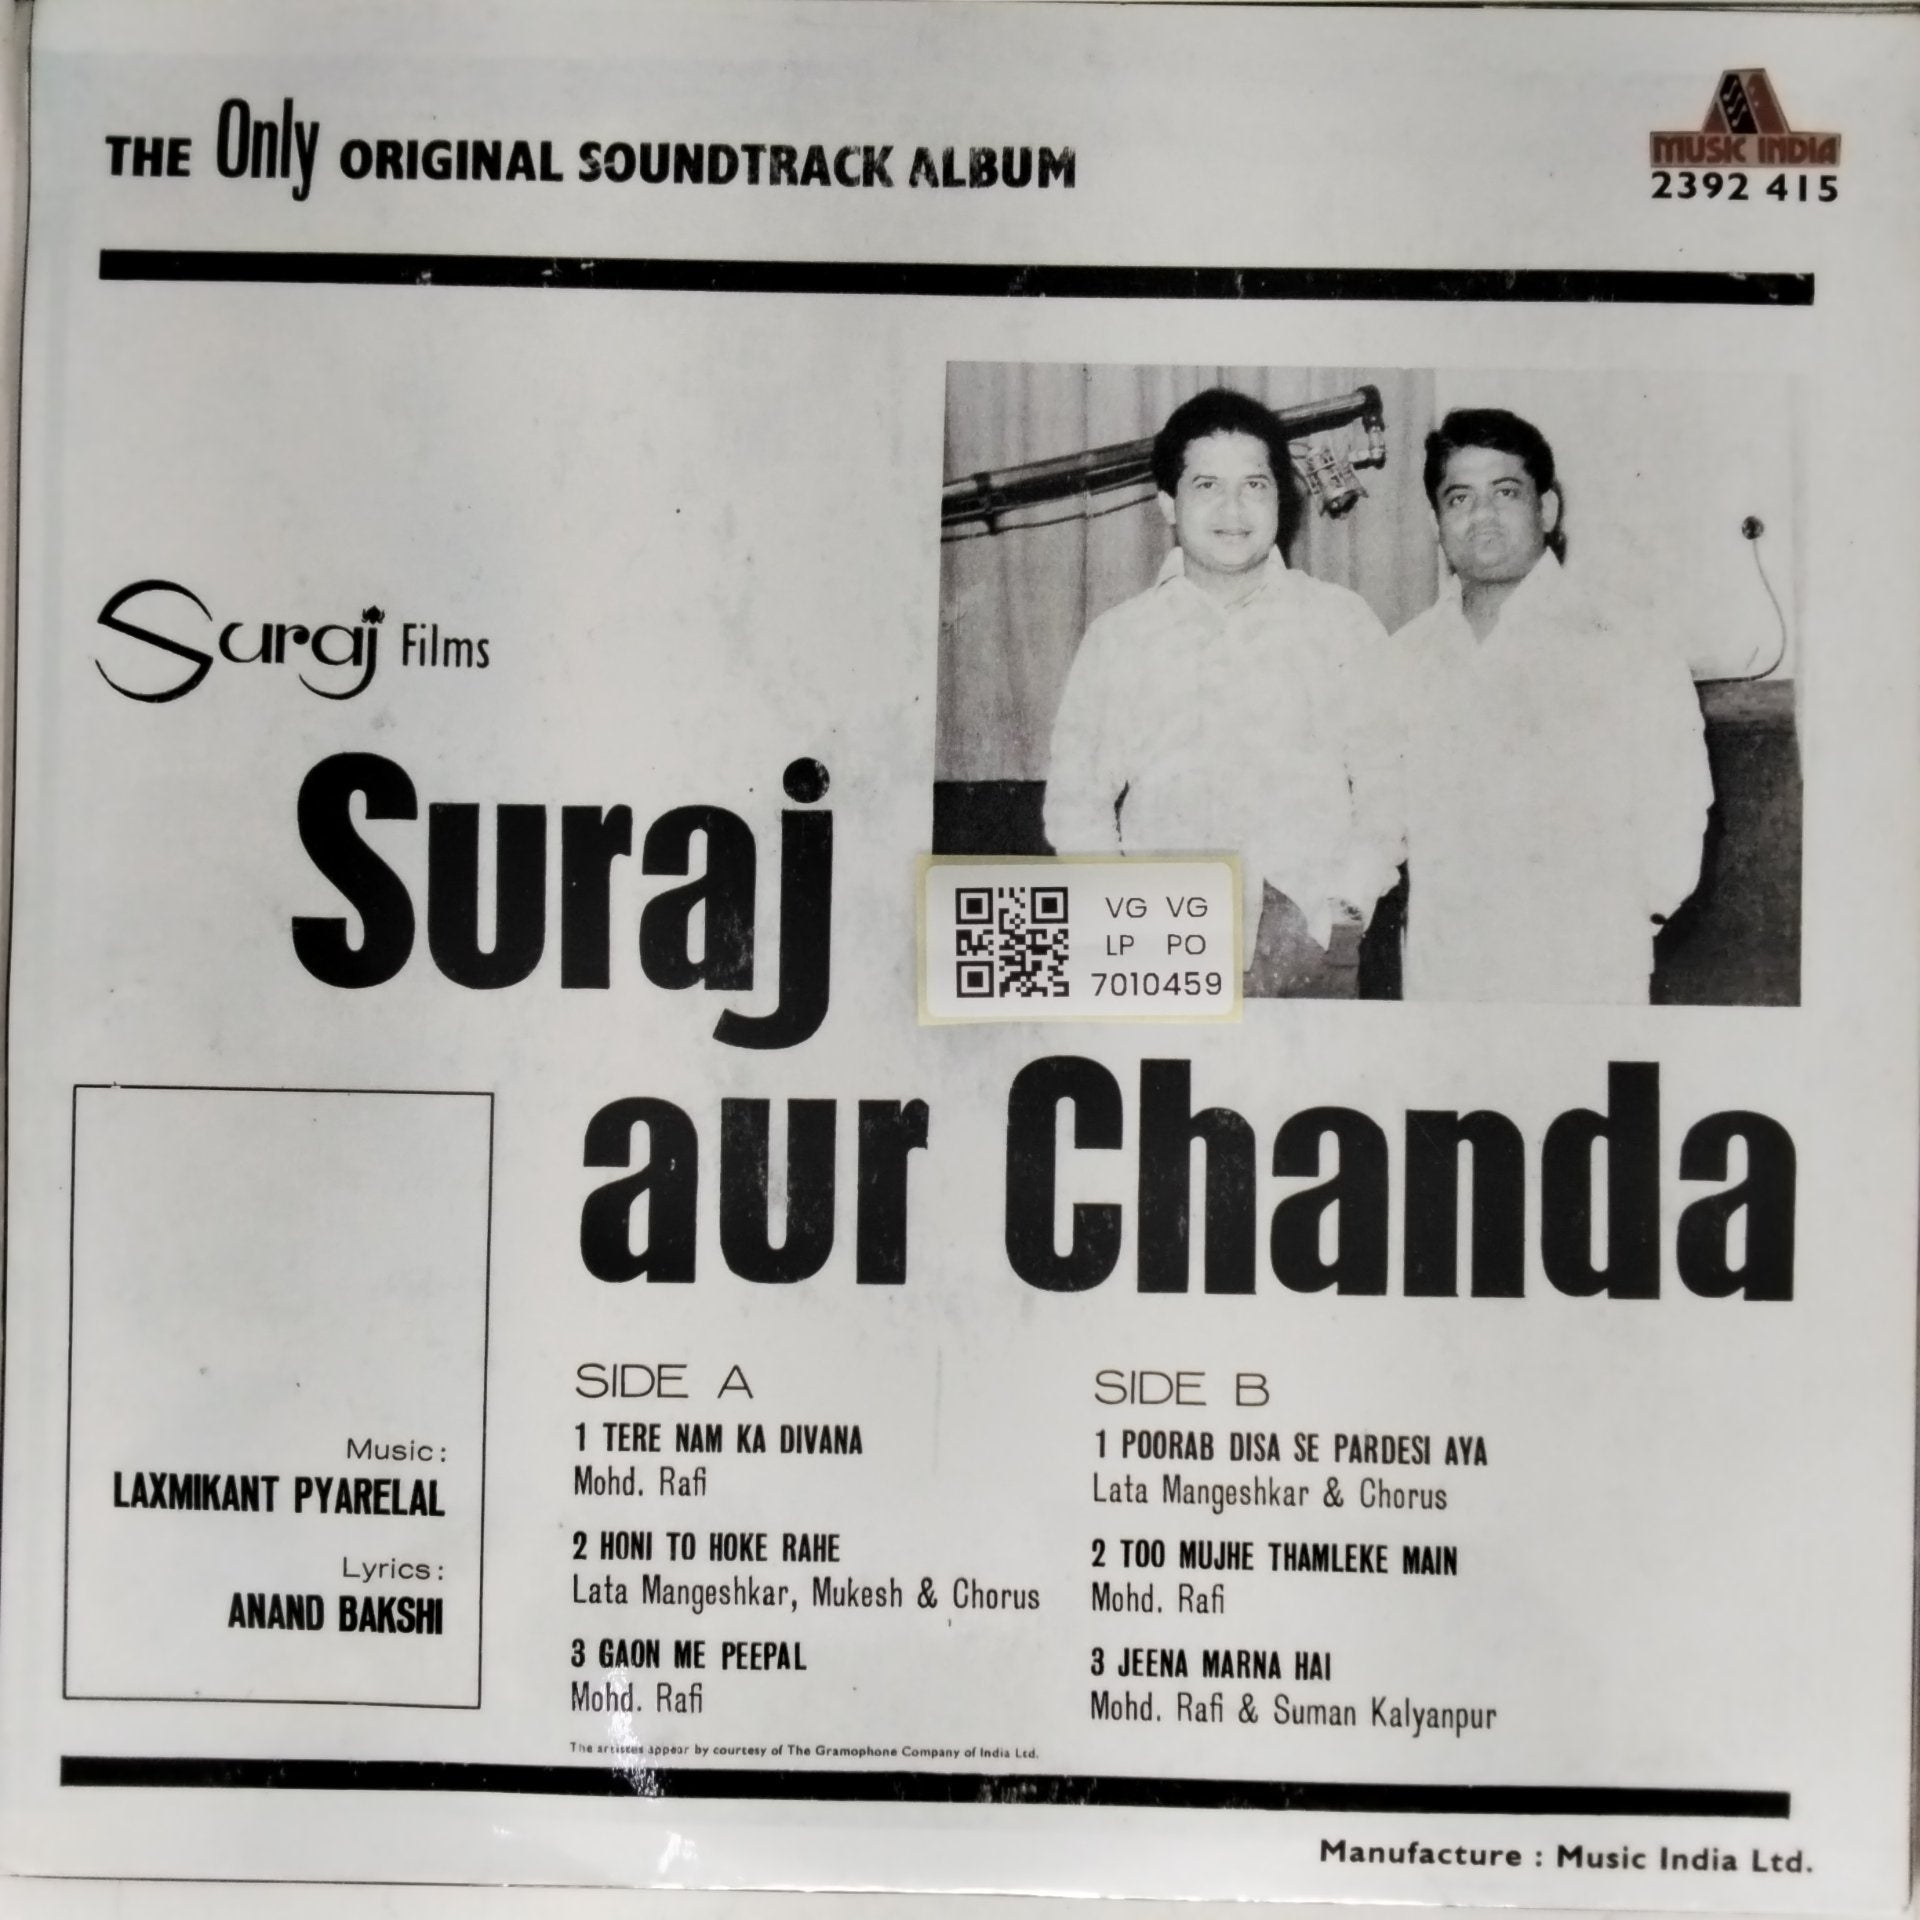 THE Only ORIGINAL SOUNDTRACK ALBUM
MUSIC INDIA
2392 415
Suraj Films
Suraj
VG VG
LP PO
7010459
aur Chanda
Music:
LAXMIKANT PYARELAL
Lyrics:
ANAND BAKSHI
SIDE A
1 TERE NAM KA DIVANA
Mohd. Rafi
2 HONI TO HOKE RAHE
Lata Mangeshkar, Mukesh & Chorus
3 GAON ME PEEPAL
Mohd. Rafi
SIDE B
1 POORAB DISA SE PARDESI AYA
Lata Mangeshkar & Chorus
2 TOO MUJHE THAMLEKE MAIN
Mohd. Rafi
3 JEENA MARNA HAI
Mohd. Rafi & Suman Kalyanpur
The artistes appear by courtesy of The Gramophone Company of India Ltd.
Manufacture : Music India Ltd.